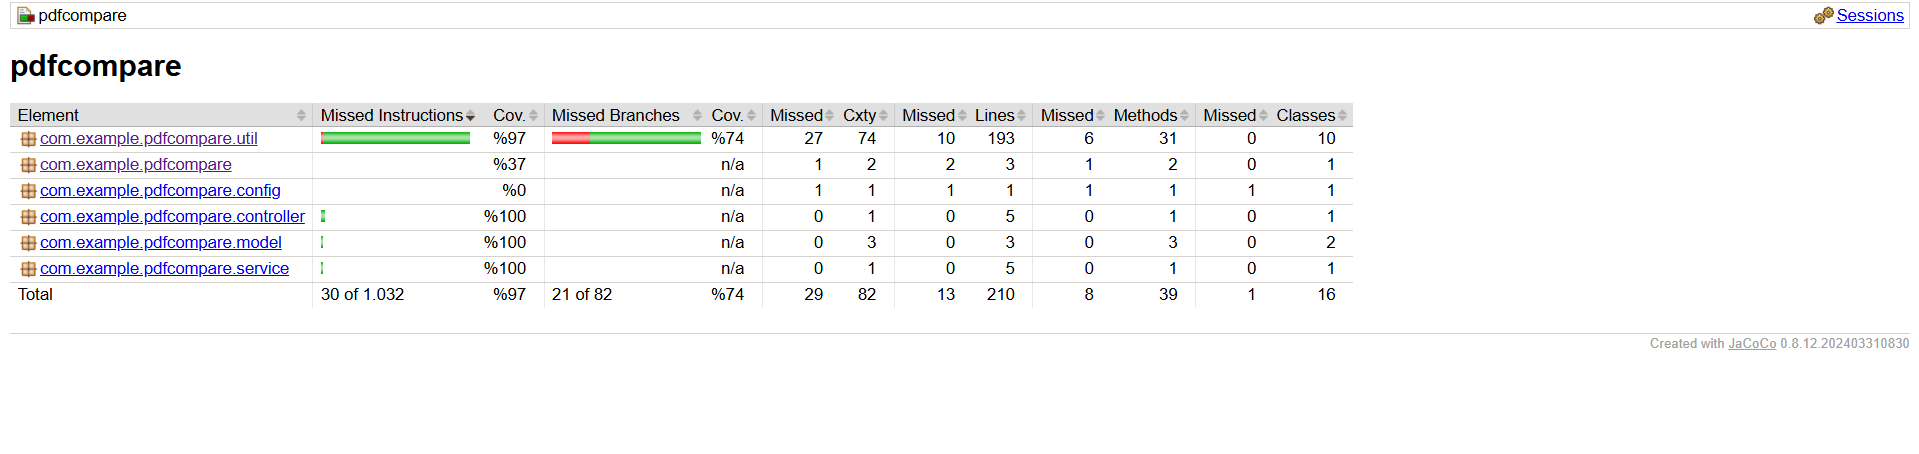 pdfcompare Sessions
pdfcompare
Element Missed Instructions Cov. Missed Branches Cov. Missed Cxty Missed Lines Missed Methods Missed Classes
com.example.pdfcompare.util %97 %74 27 74 10 193 6 31 0 10
com.example.pdfcompare %37 n/a 1 2 2 3 1 2 0 1
com.example.pdfcompare.config %0 n/a 1 1 1 1 1 1 1 1
com.example.pdfcompare.controller %100 n/a 0 1 0 5 0 1 0 1
com.example.pdfcompare.model %100 n/a 0 3 0 3 0 3 0 2
com.example.pdfcompare.service %100 n/a 0 1 0 5 0 1 0 1
Total 30 of 1.032 %97 21 of 82 %74 29 82 13 210 8 39 1 16
Created with JaCoCo 0.8.12.202403310830